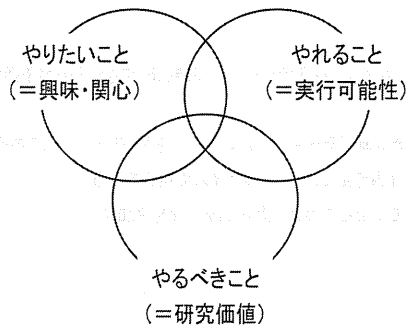 やりたいこと
(=興味・関心)
やれること
(=実行可能性)
やるべきこと
(=研究価値)